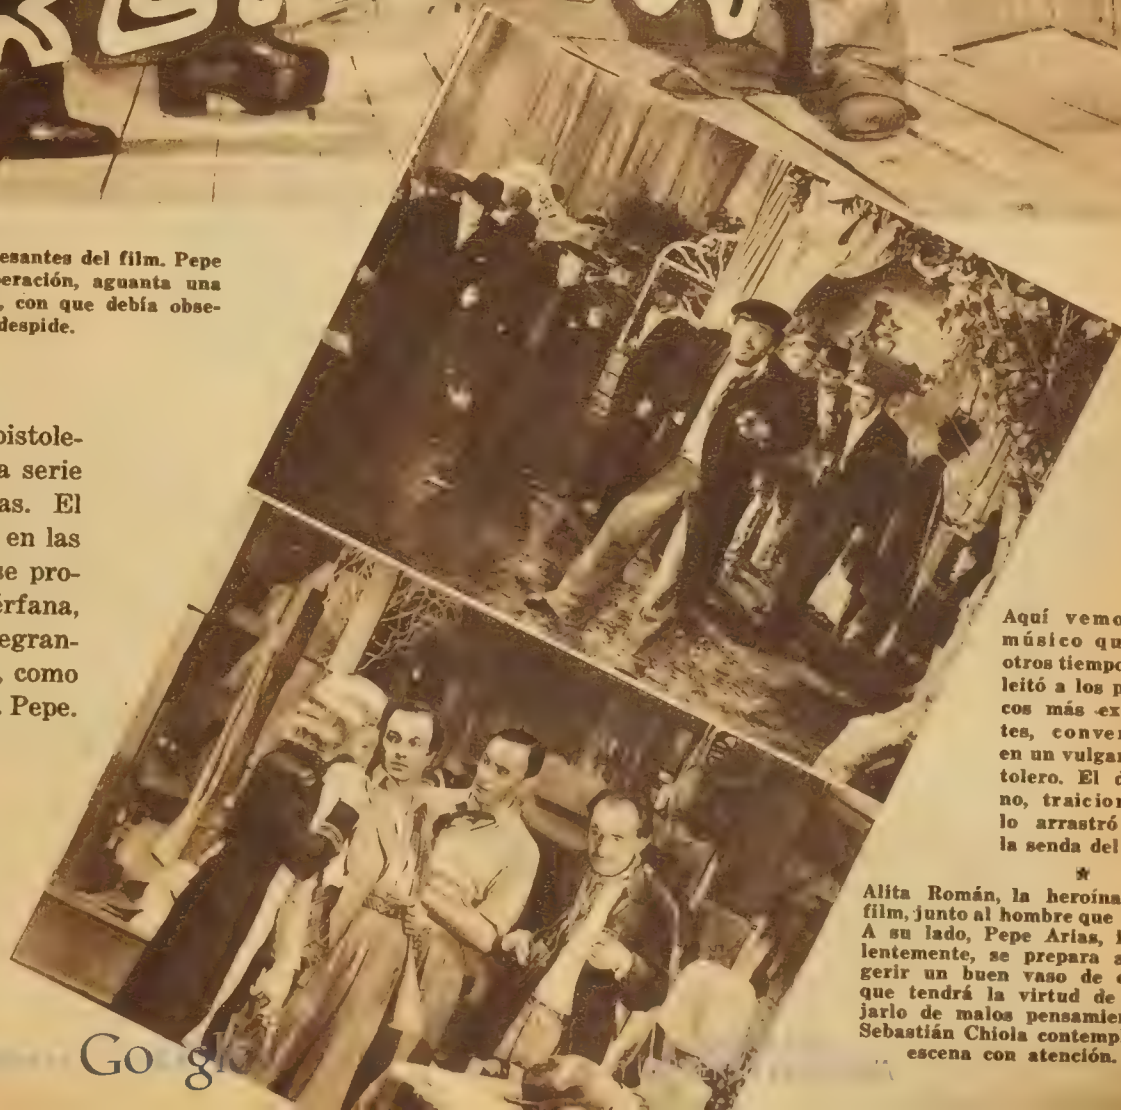 esantes del film. Pepe
eración, aguanta una
, con que debía obse-
despide.
pistole-
a serie
as. El
en las
se pro-
érfana,
egran-
, como
. Pepe.
Aquí vemo
músico qu
otros tiempo
leitó a los p
cos más ex
tes, conver
en un vulgar
tolero. El d
no, traicion
lo arrastró
la senda del
★
Alita Román, la heroína
film, junto al hombre que
A su lado, Pepe Arias,
lentemente, se prepara a
gerir un buen vaso de
que tendrá la virtud de
jarlo de malos pensamien
Sebastián Chiola contemp
escena con atención.
Google